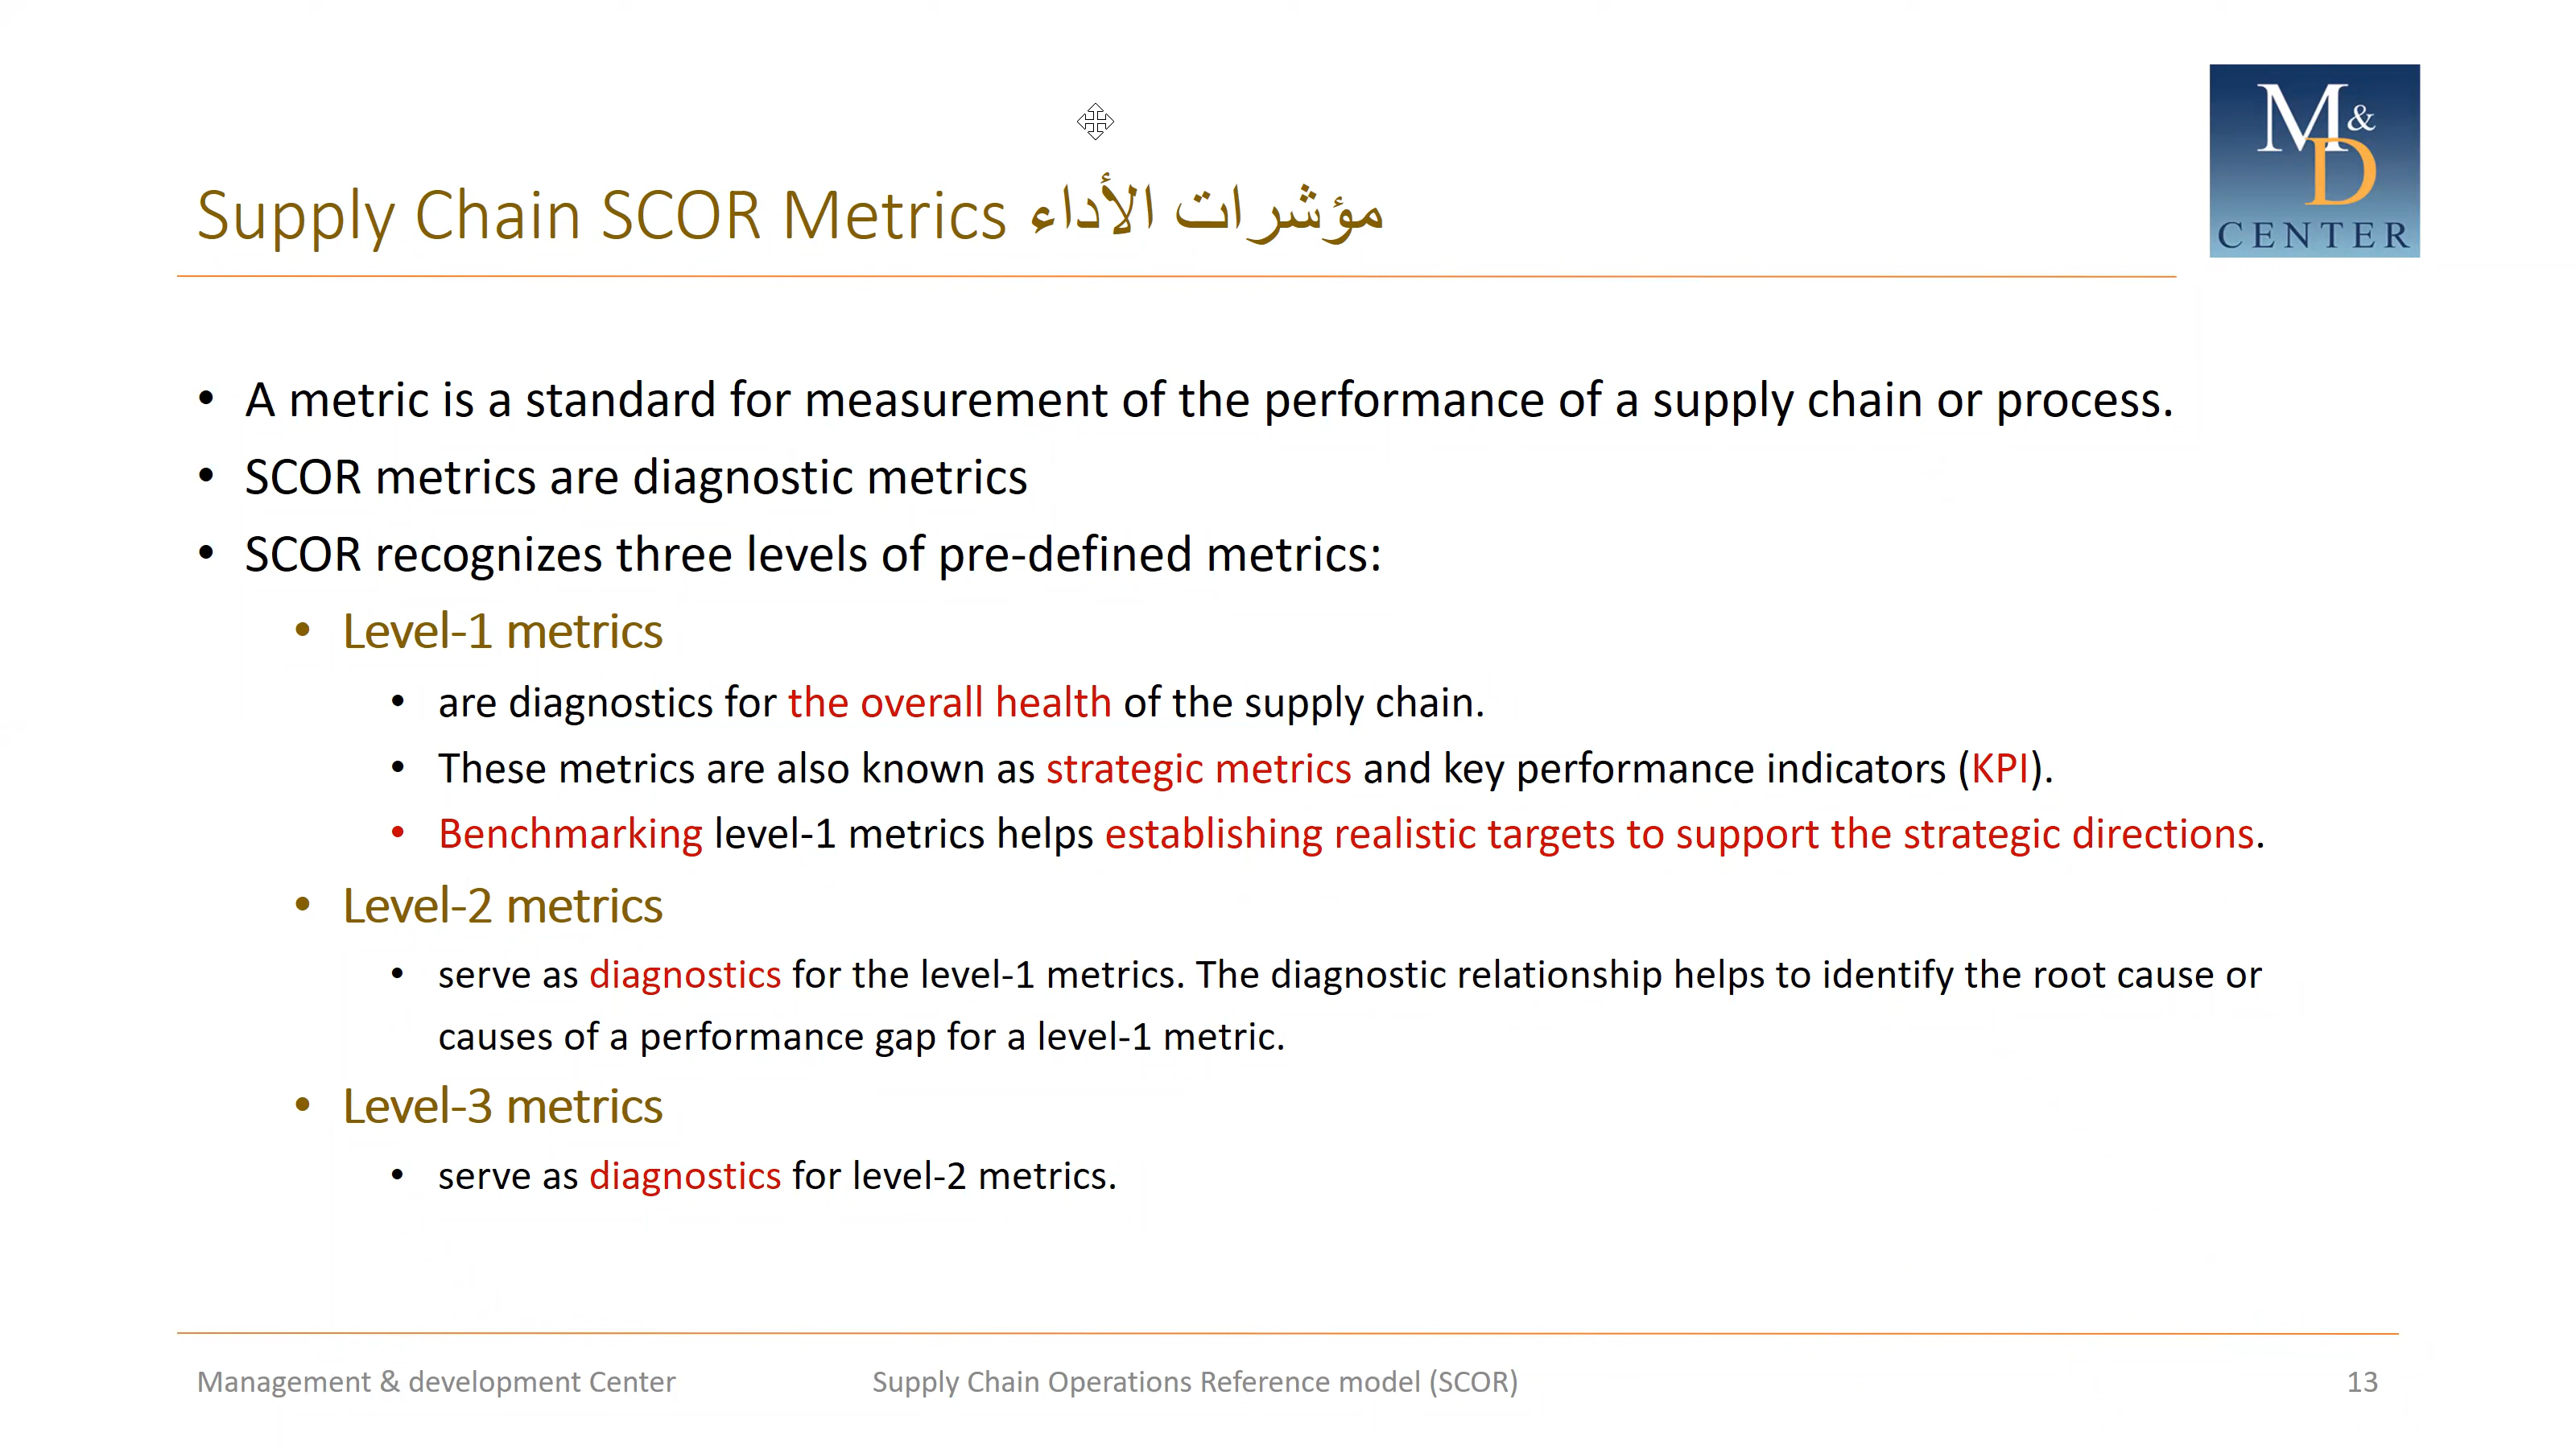 M&
D
CENTER
Supply Chain SCOR Metrics مؤشرات الأداء
• A metric is a standard for measurement of the performance of a supply chain or process.
• SCOR metrics are diagnostic metrics
• SCOR recognizes three levels of pre-defined metrics:
• Level-1 metrics
• are diagnostics for the overall health of the supply chain.
• These metrics are also known as strategic metrics and key performance indicators (KPI).
• Benchmarking level-1 metrics helps establishing realistic targets to support the strategic directions.
• Level-2 metrics
• serve as diagnostics for the level-1 metrics. The diagnostic relationship helps to identify the root cause or
causes of a performance gap for a level-1 metric.
• Level-3 metrics
• serve as diagnostics for level-2 metrics.
Management & development Center
Supply Chain Operations Reference model (SCOR)
13